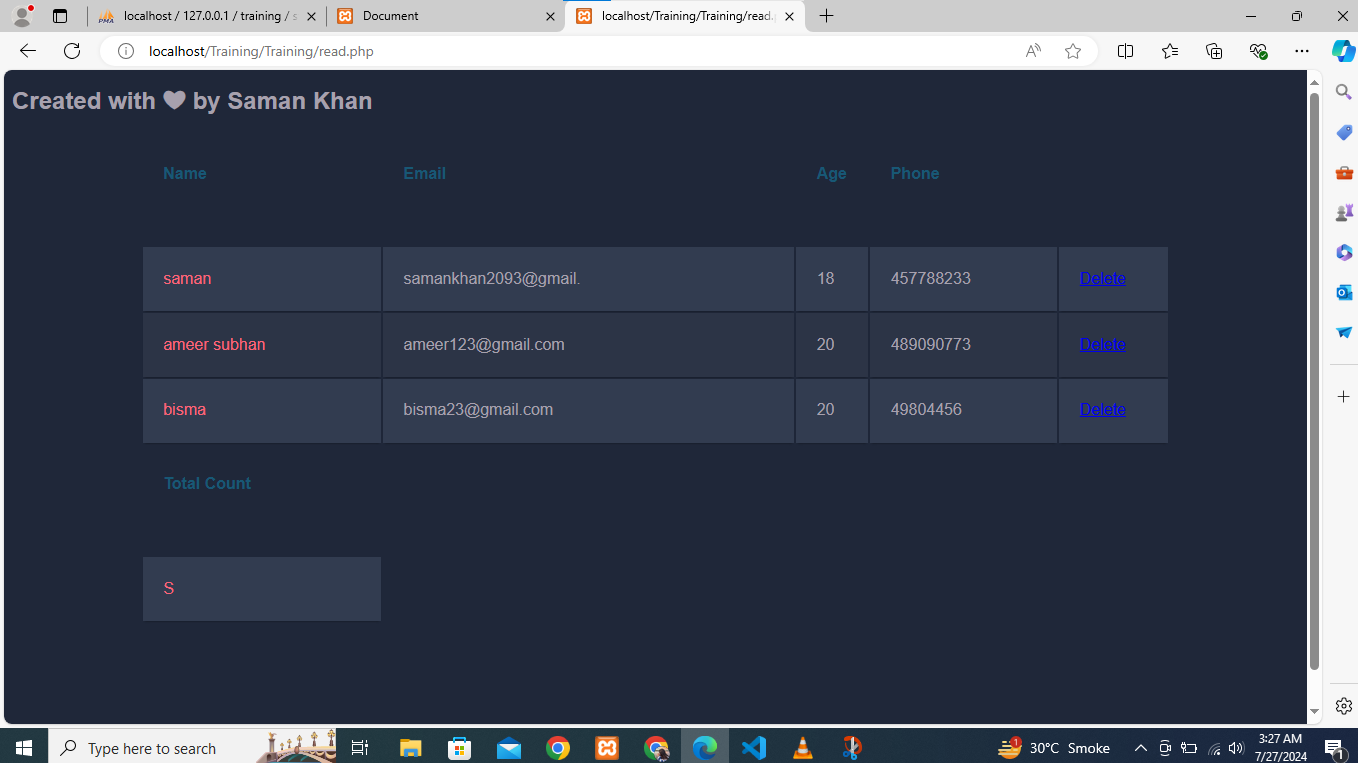 localhost / 127.0.0.1 / training / s
Document
localhost/Training/Training/read.p
localhost/Training/Training/read.php
Created with ❤ by Saman Khan
Name Email Age Phone
saman samankhan2093@gmail. 18 457788233 Delete
ameer subhan ameer123@gmail.com 20 489090773 Delete
bisma bisma23@gmail.com 20 49804456 Delete
Total Count
S
Type here to search
1
30°C Smoke
3:27 AM
7/27/2024
1